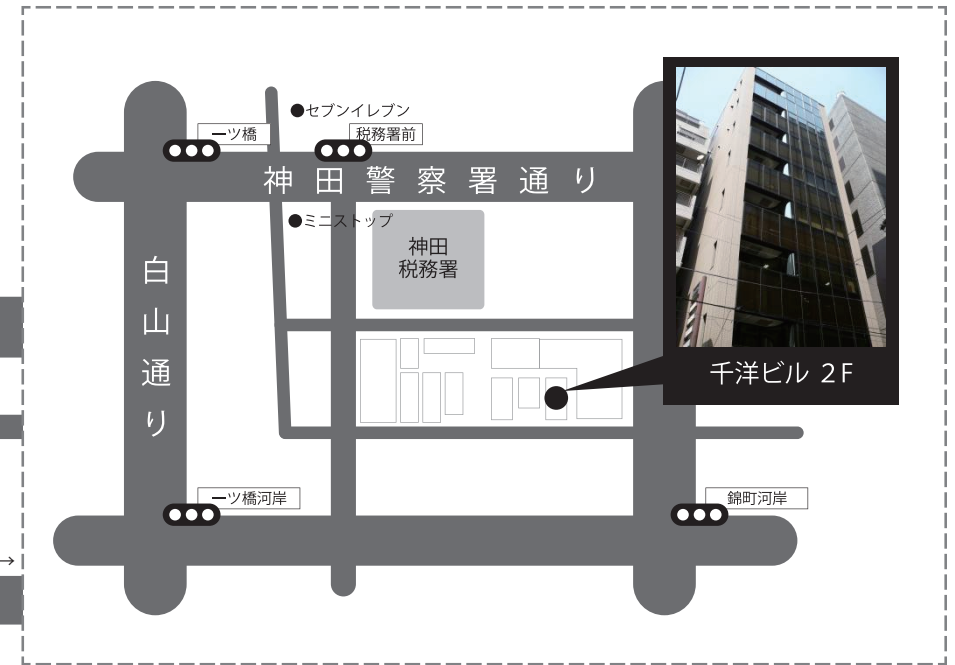 ●セブンイレブン
一ツ橋
税務署前
神田警察署通り
●ミニストップ
神田
税務署
白山通り
千洋ビル 2F
一ツ橋河岸
錦町河岸
→